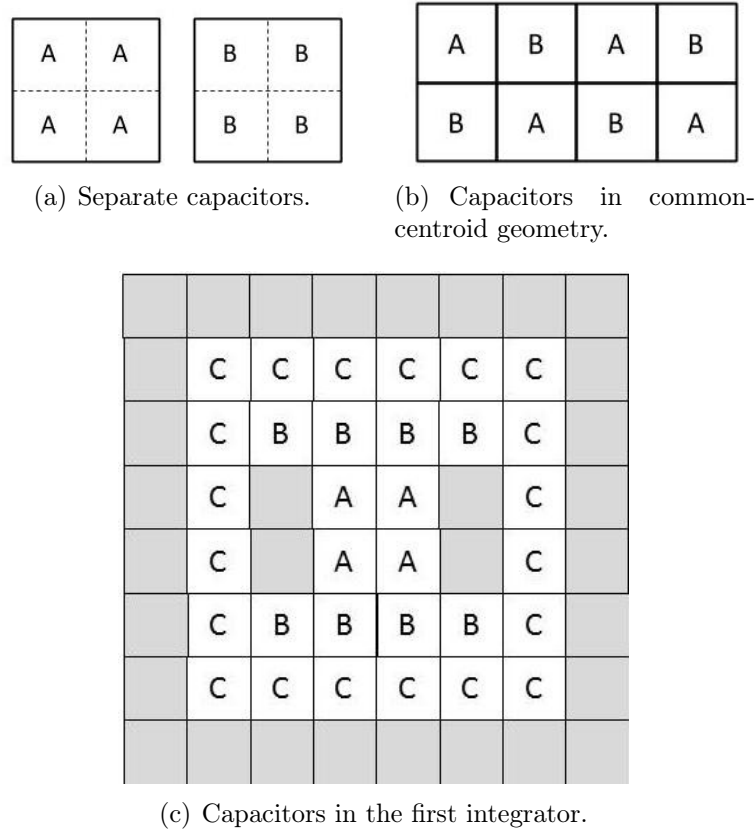 A A B B
A A B B
A B A B
B A B A
(a) Separate capacitors.
(b) Capacitors in common-
centroid geometry.
C C C C C C
C B B B B C
C A A C
C A A C
C B B B B C
C C C C C C
(c) Capacitors in the first integrator.